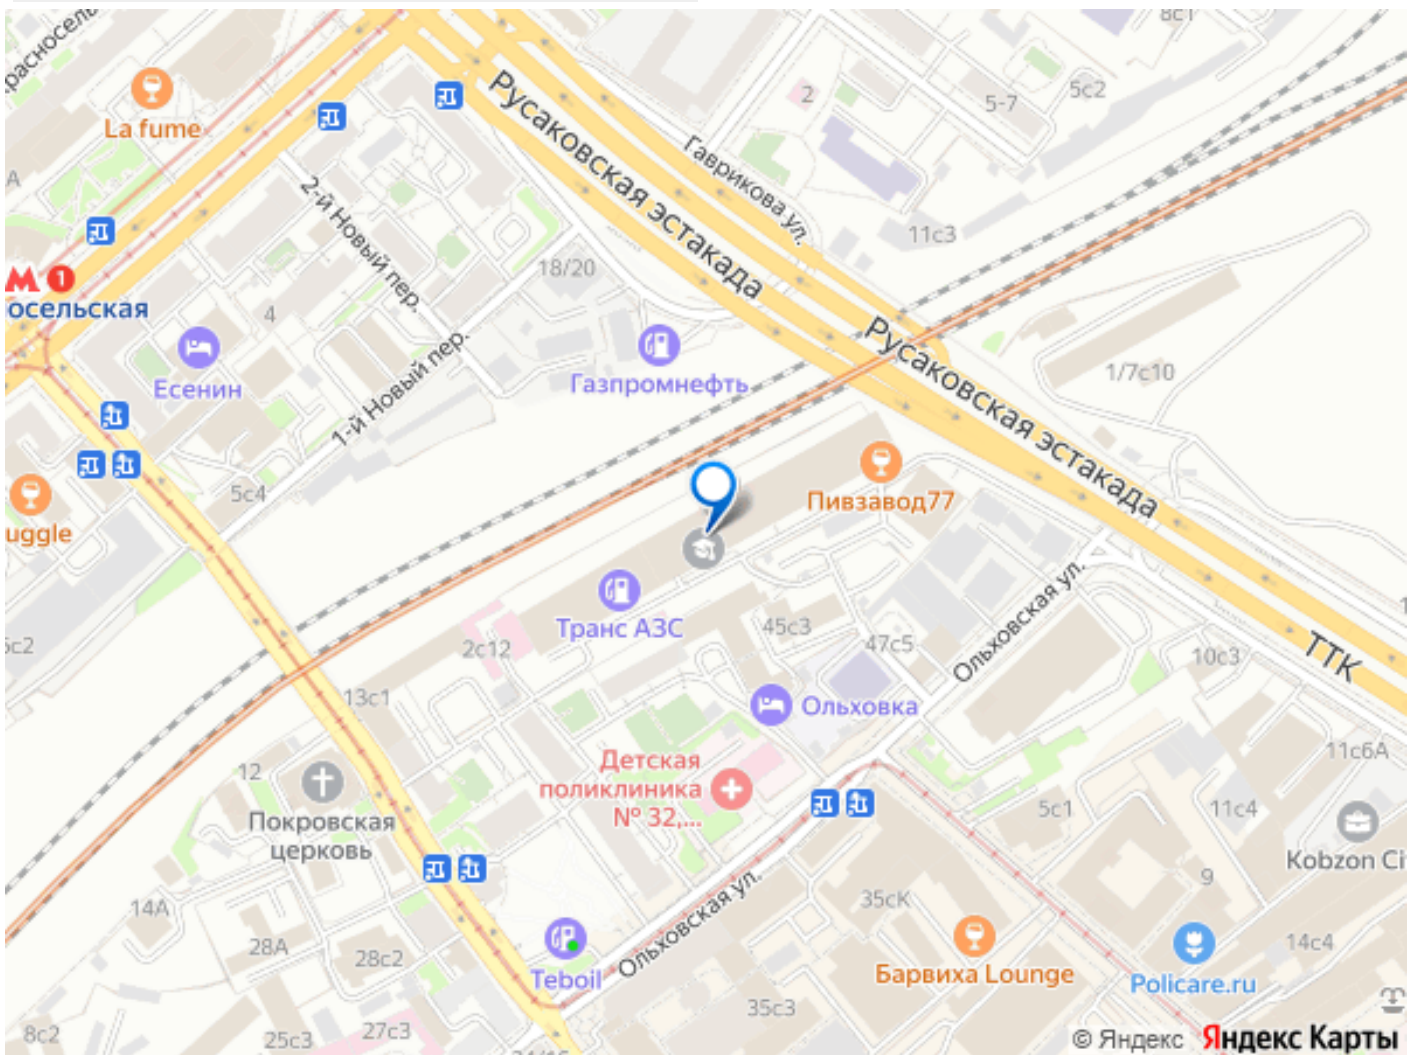 8с1
La fume
2
5-7
5с2
Русаковская эстакада
Гаврикова ул.
А
2-й Новый пер.
11с3
18/20
М 1
осельская
4
Есенин
Газпромнефть
1-й Новый пер.
Русаковская эстакада
1/7с10
5с4
uggle
Пивзавод77
Транс АЗС
45с3
47с5
Ольховская ул.
ТТК
2с12
10с3
13с1
Ольховка
12
Детская
поликлиника
№ 32,...
11с6А
5с1
11с4
Покровская
церковь
Kobzon Ci
9
14А
35сК
Ольховская ул.
28А
28с2
Teboil
Барвиха Lounge
14с4
Policare.ru
35с3
8с2
25с3
27с3
© Яндекс Яндекс Карты